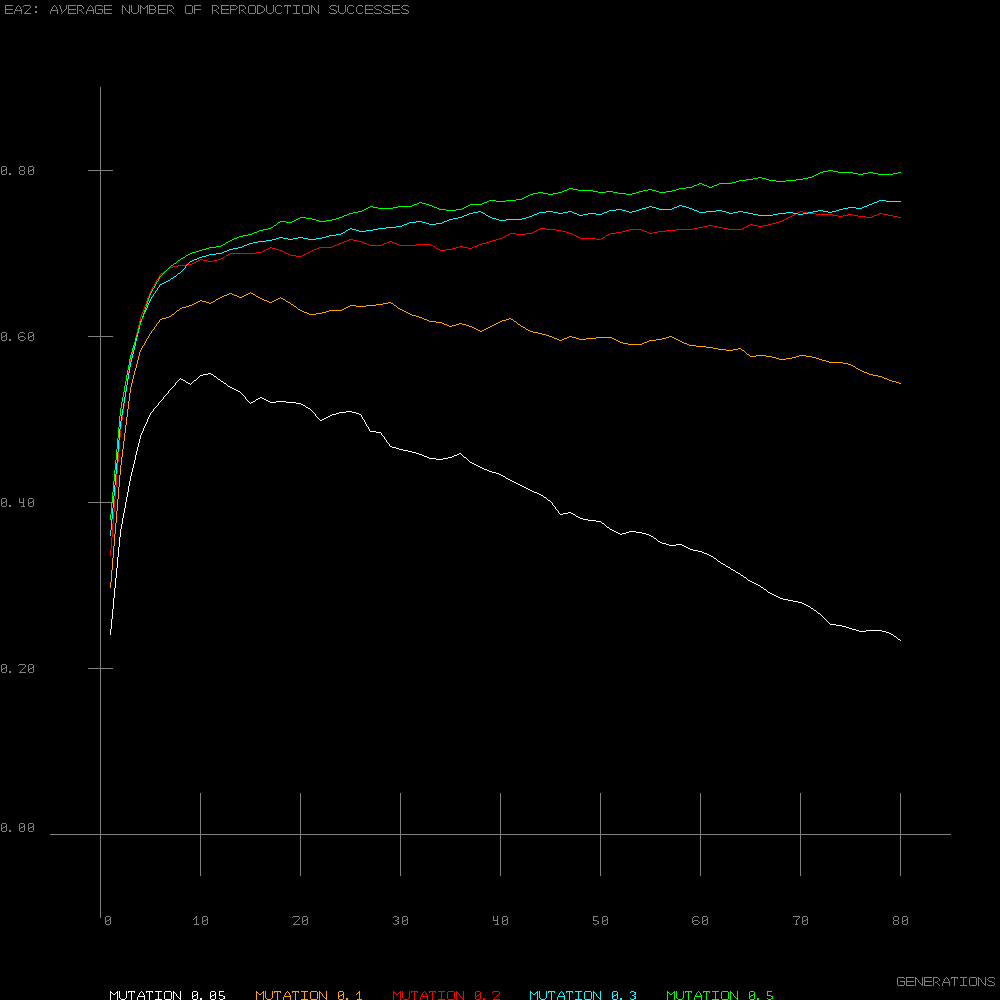 EA2: AVERAGE NUMBER OF REPRODUCTION SUCCESSES
0.80
0.60
0.40
0.20
0.00
0 10 20 30 40 50 60 70 80
GENERATIONS
MUTATION 0.05 MUTATION 0.1 MUTATION 0.2 MUTATION 0.3 MUTATION 0.5